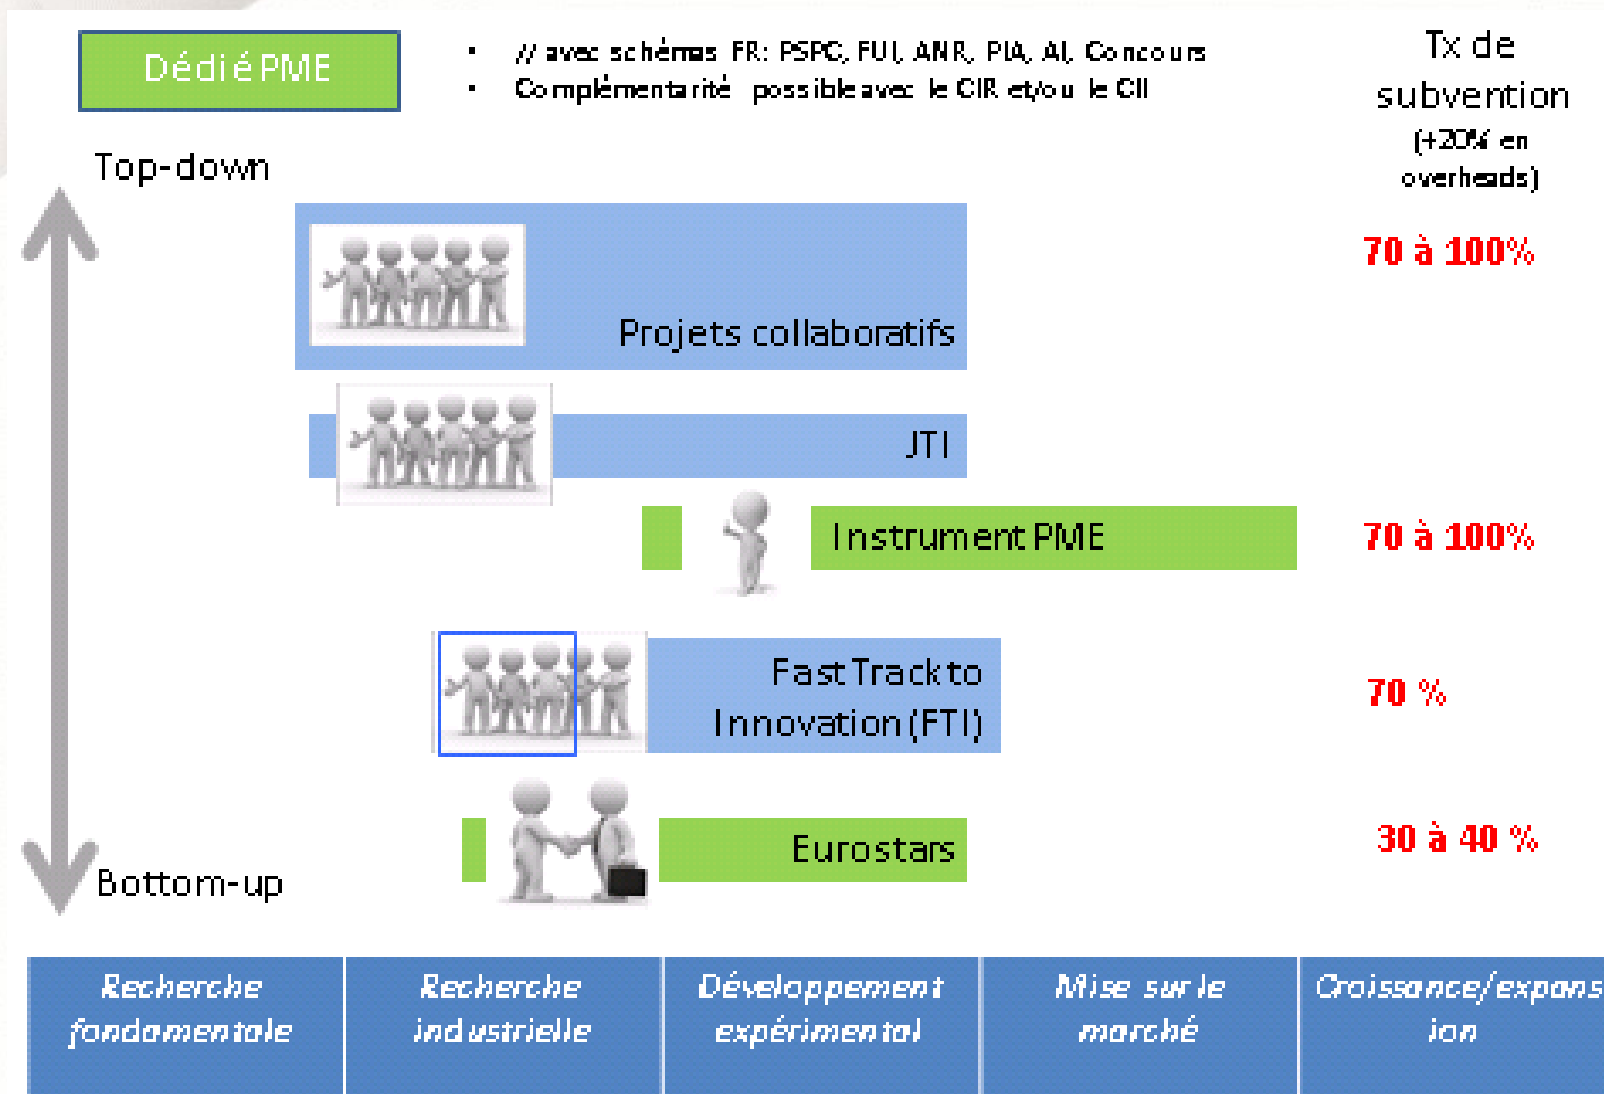 Dédié PME
• // avec schémas FR: PSPC, FUI, ANR, PIA, AI, Concours
• Complémentarité possible avec le CIR et/ou le CII
Tx de
subvention
(+20% en
overheads)
Top-down
70 à 100%
Projets collaboratifs
JTI
Instrument PME
70 à 100%
Fast Track to
Innovation (FTI)
70 %
Eurostars
30 à 40 %
Bottom-up
Recherche
fondamentale
Recherche
industrielle
Développement
expérimental
Mise sur le
marché
Croissance/expans
ion